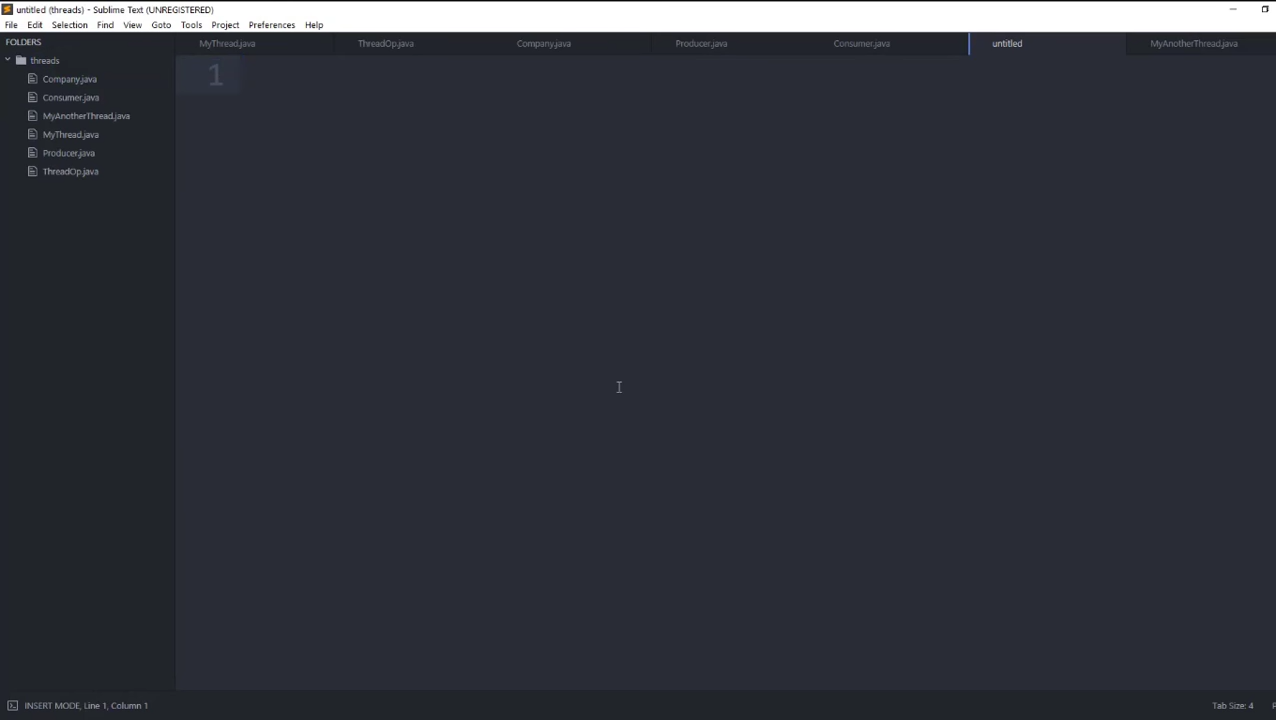 untitled (threads) - Sublime Text (UNREGISTERED)
File Edit Selection Find View Goto Tools Project Preferences Help
FOLDERS
threads
Company.java
Consumer.java
MyAnotherThread.java
MyThread.java
Producer.java
ThreadOp.java
MyThread.java ThreadOp.java Company.java Producer.java Consumer.java untitled MyAnotherThread.java
1
INSERT MODE, Line 1, Column 1 Tab Size: 4